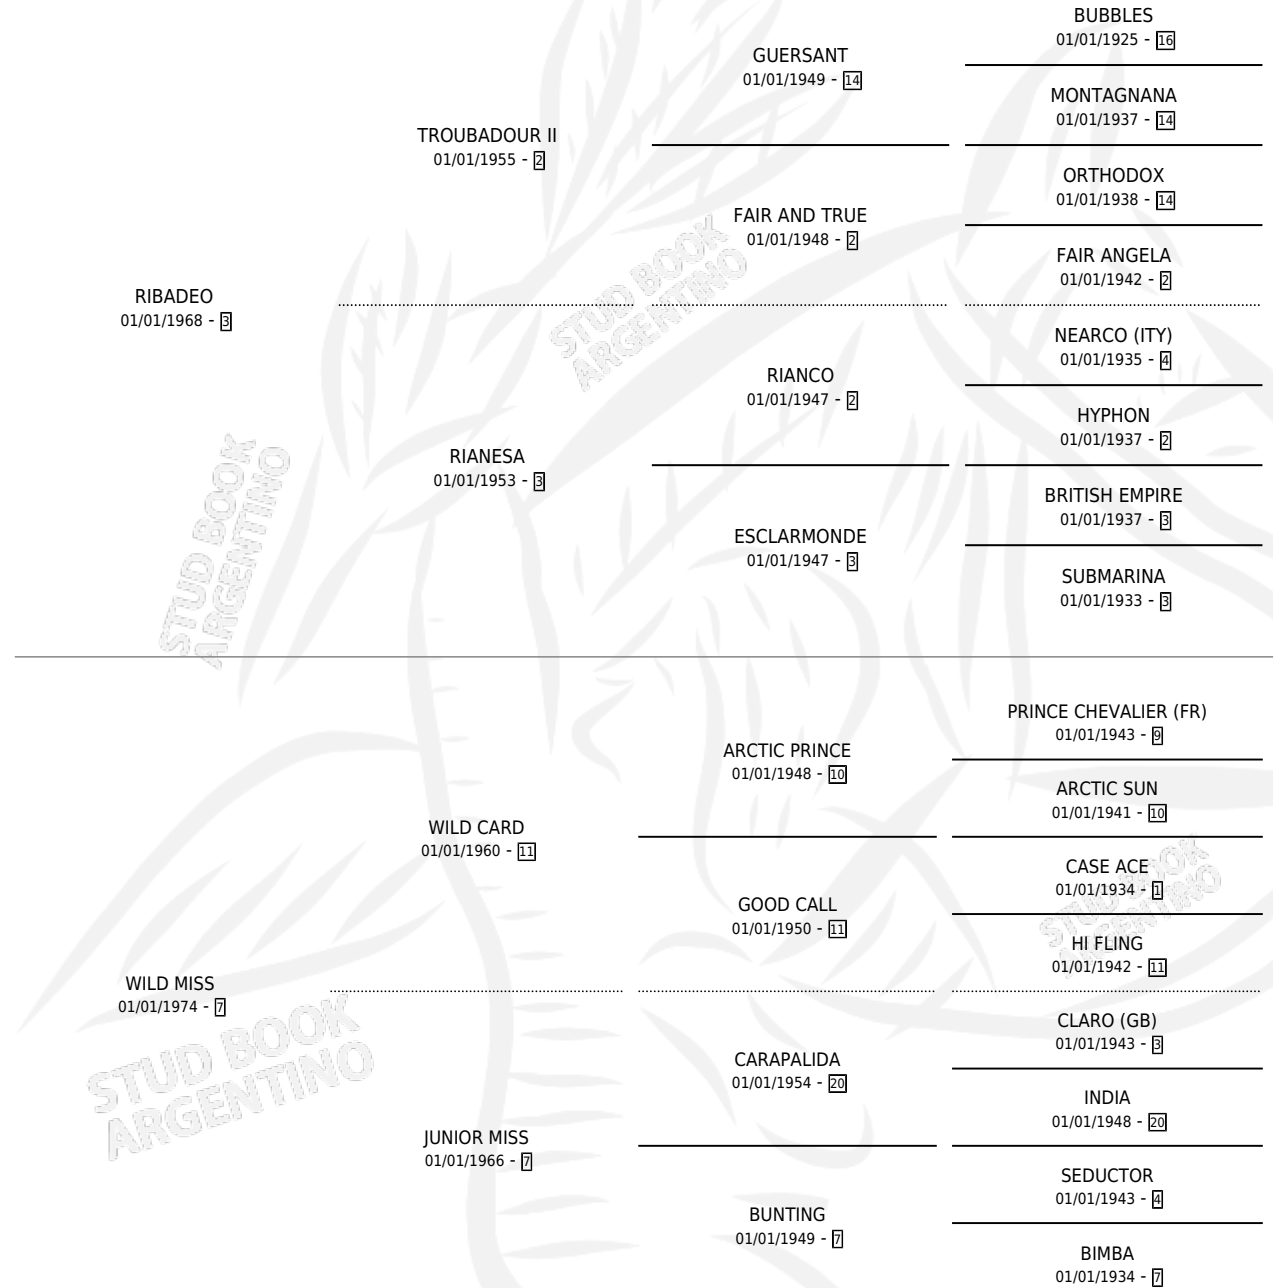 BUBBLES
01/01/1925 - 16
GUERSANT
01/01/1949 - 14
MONTAGNANA
01/01/1937 - 14
TROUBADOUR II
01/01/1955 - 2
ORTHODOX
01/01/1938 - 14
FAIR AND TRUE
01/01/1948 - 2
FAIR ANGELA
01/01/1942 - 2
RIBADEO
01/01/1968 - 3
NEARCO (ITY)
01/01/1935 - 4
RIANCO
01/01/1947 - 2
HYPHON
01/01/1937 - 2
RIANESA
01/01/1953 - 3
BRITISH EMPIRE
01/01/1937 - 3
ESCLARMONDE
01/01/1947 - 3
SUBMARINA
01/01/1933 - 3
PRINCE CHEVALIER (FR)
01/01/1943 - 9
ARCTIC PRINCE
01/01/1948 - 10
ARCTIC SUN
01/01/1941 - 10
WILD CARD
01/01/1960 - 11
CASE ACE
01/01/1934 - 1
GOOD CALL
01/01/1950 - 11
HI FLING
01/01/1942 - 11
WILD MISS
01/01/1974 - 7
CLARO (GB)
01/01/1943 - 3
CARAPALIDA
01/01/1954 - 20
INDIA
01/01/1948 - 20
JUNIOR MISS
01/01/1966 - 7
SEDUCTOR
01/01/1943 - 4
BUNTING
01/01/1949 - 7
BIMBA
01/01/1934 - 7
STUD BOOK
ARGENTINO
STUD BOOK
ARGENTINO
STUD BOOK
ARGENTINO
STUD BOOK
ARGENTINO